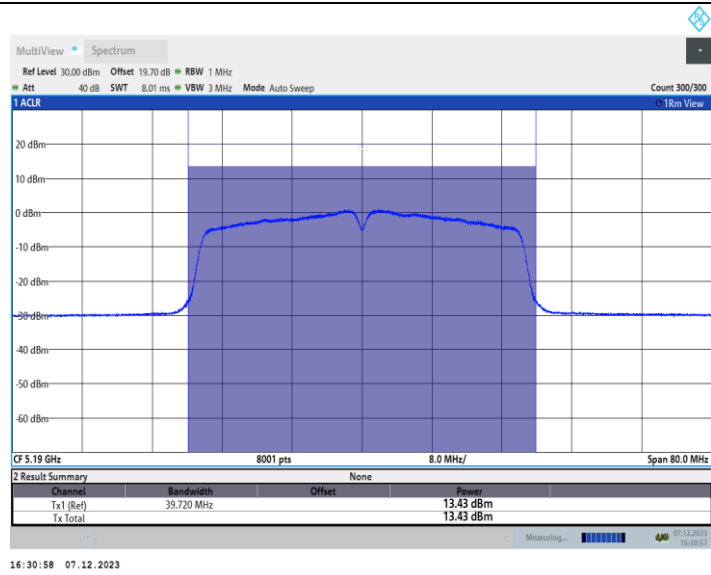 MultiView Spectrum
Ref Level 30.00 dBm Offset 19.70 dB RBW 1 MHz
Att 40 dB SWT 8.01 ms VBW 3 MHz Mode Auto Sweep Count 300/300
1 ACLR 1Rm View
20 dBm
10 dBm
0 dBm
-10 dBm
-20 dBm
-30 dBm
-40 dBm
-50 dBm
-60 dBm
CF 5.19 GHz 8001 pts 8.0 MHz/ Span 80.0 MHz
2 Result Summary None
Channel Bandwidth Offset Power
Tx1 (Ref) 39.720 MHz 13.43 dBm
Tx Total 13.43 dBm
Measuring... 07.12.2023
16:30:57
16:30:58 07.12.2023